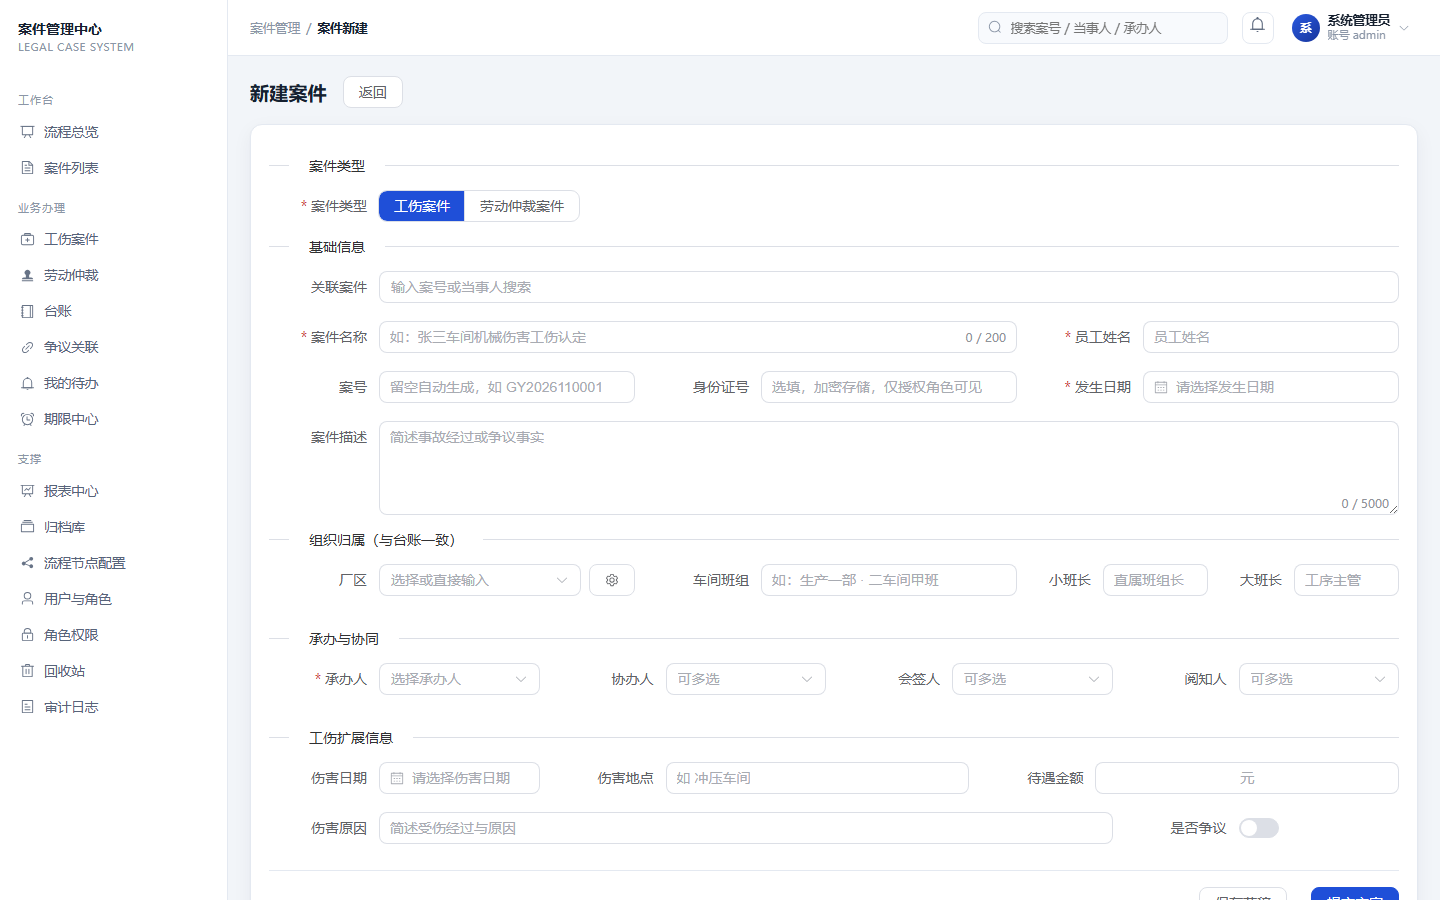 案件管理中心
LEGAL CASE SYSTEM
工作台
流程总览
案件列表
业务办理
工伤案件
劳动仲裁
台账
争议关联
我的待办
期限中心
支撑
报表中心
归档库
流程节点配置
用户与角色
角色权限
回收站
审计日志
案件管理 / 案件新建
搜索案号 / 当事人 / 承办人
系
系统管理员
账号 admin
新建案件 返回
案件类型
* 案件类型 工伤案件 劳动仲裁案件
基础信息
关联案件 输入案号或当事人搜索
* 案件名称 如：张三车间机械伤害工伤认定 0 / 200 * 员工姓名 员工姓名
案号 留空自动生成，如 GY2026110001 身份证号 选填，加密存储，仅授权角色可见 * 发生日期 请选择发生日期
案件描述 简述事故经过或争议事实
0 / 5000
组织归属（与台账一致）
厂区 选择或直接输入 车间班组 如：生产一部 · 二车间甲班 小班长 直属班组长 大班长 工序主管
承办与协同
* 承办人 选择承办人 协办人 可多选 会签人 可多选 阅知人 可多选
工伤扩展信息
伤害日期 请选择伤害日期 伤害地点 如 冲压车间 待遇金额 元
伤害原因 简述受伤经过与原因 是否争议